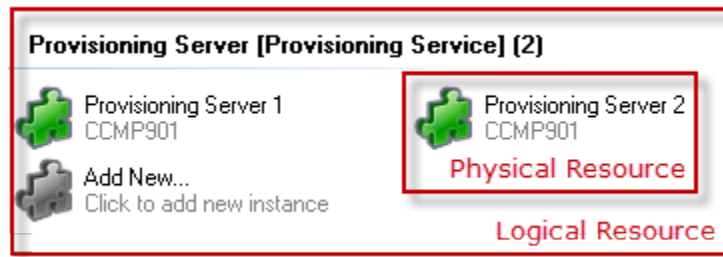 Provisioning Server [Provisioning Service] (2)
Provisioning Server 1
CCMP901
Provisioning Server 2
CCMP901
Physical Resource
Add New...
Click to add new instance
Logical Resource